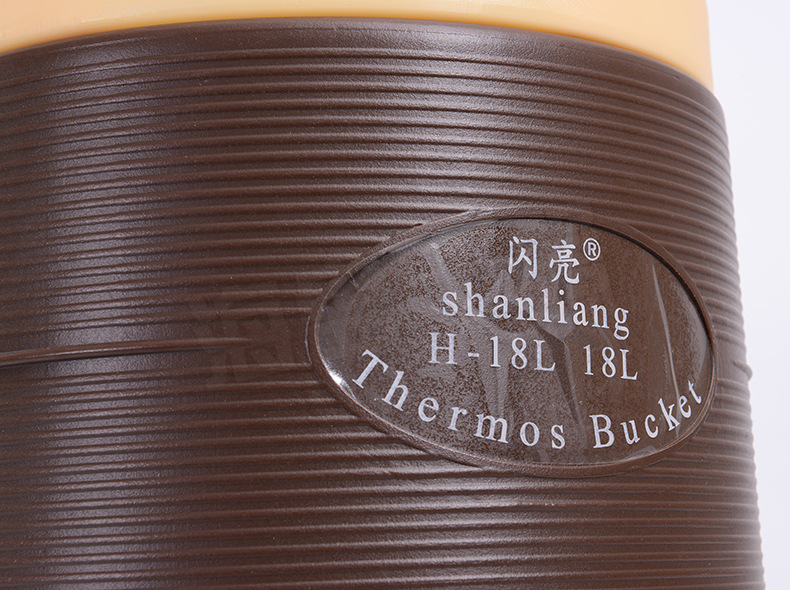 闪亮®
shanliang
H-18L 18L
Thermos Bucket